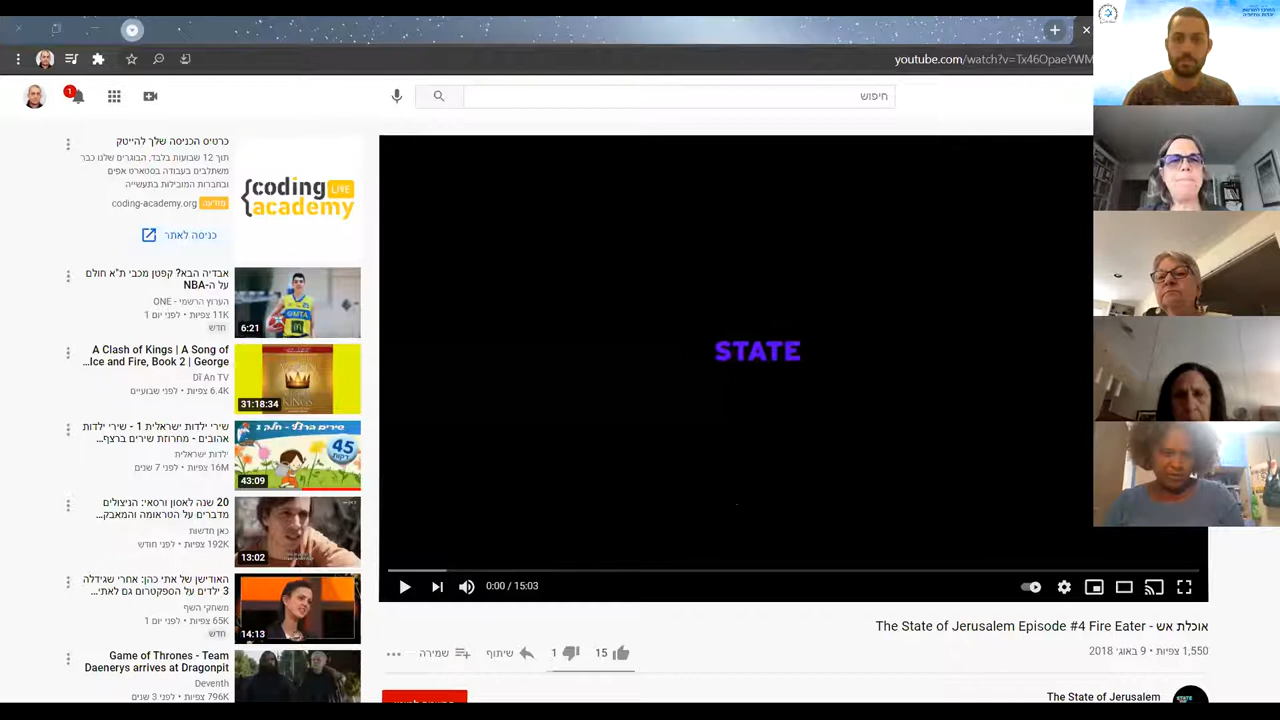 youtube.com/watch?v=Tx46OpaeYWM
חיפוש
1
STATE
0:00 / 15:03
אוכלת אש - The State of Jerusalem Episode #4 Fire Eater
1,550 צפיות • 9 באוג׳ 2018
15
1
שיתוף
שמירה
The State of Jerusalem
כרטיס הכניסה שלך להייטק
תוך 12 שבועות בלבד, הבוגרים שלנו כבר
משתלבים בעבודה בסטארט אפים
ובחברות המובילות בתעשייה
מודעה coding-academy.org
כניסה לאתר
{coding LIVE
academy}
אבדיה הבא? קפטן מכבי ת"א חולם
על ה-NBA
הערוץ הרשמי - ONE
11K צפיות • לפני יום 1
חדש
6:21
A Clash of Kings | A Song of
Ice and Fire, Book 2 | George...
Dĩ An TV
6.4K צפיות • לפני שבועיים
KINGS
31:18:34
שירי ילדות ישראלית 1 - שירי ילדות
אהובים - מחרוזת שירים ברצף...
ילדות ישראלית
16M צפיות • לפני 7 שנים
שירים ברצף - חלק 1
45
דקות
43:09
20 שנה לאסון ורסאי: הניצולים
מדברים על הטראומה והמאבק...
כאן חדשות
192K צפיות • לפני חודש
13:02
האודישן של אתי כהן: אחרי שגידלה
3 ילדים על הספקטרום גם לאתי...
משחקי השף
65K צפיות • לפני יום 1
חדש
14:13
Game of Thrones - Team
Daenerys arrives at Dragonpit
Deventh
796K צפיות • לפני 3 שנים